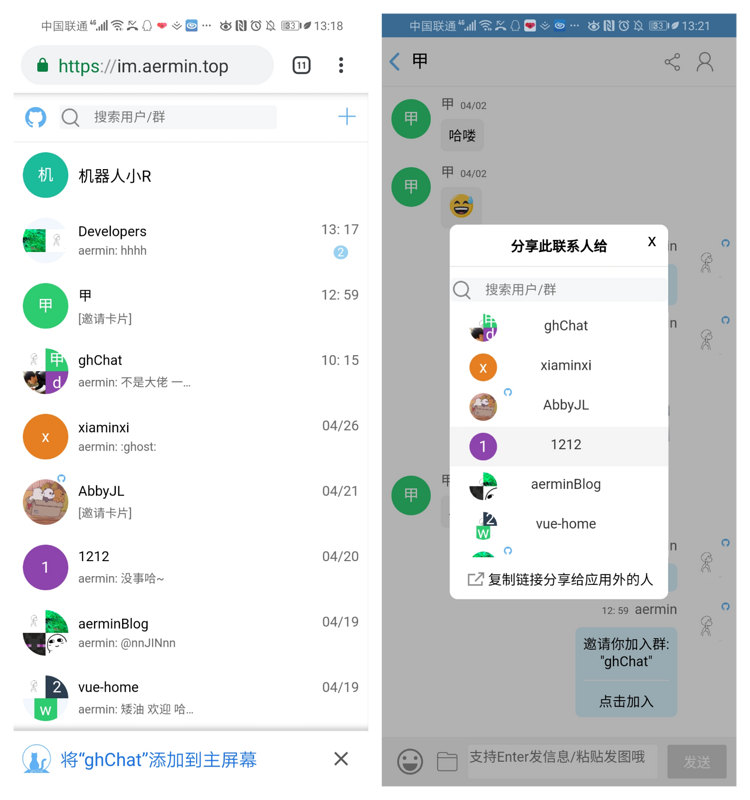 中国联通 46 83 13:18
https://im.aermin.top 11
搜索用户/群
机 机器人小R
Developers 13: 17
aermin: hhhh 2
甲 甲 12: 59
[邀请卡片]
甲 d ghChat 10: 15
aermin: 不是大佬 一...
x xiaminxi 04/26
aermin: :ghost:
AbbyJL 04/21
[邀请卡片]
1 1212 04/20
aermin: 没事哈~
aerminBlog 04/19
aermin: @nnJINnn
2 w vue-home 04/19
aermin: 矮油 欢迎 哈...
将“ghChat”添加到主屏幕
中国联通 46 83 13:21
甲
甲 甲 04/02
哈喽
甲 甲 04/02
分享此联系人给 X
搜索用户/群
甲 d ghChat
x xiaminxi
AbbyJL
1 1212
aerminBlog
2 w vue-home
复制链接分享给应用外的人
甲
12: 59 aermin
邀请你加入群:
"ghChat"
点击加入
支持Enter发信息/粘贴发图哦 发送